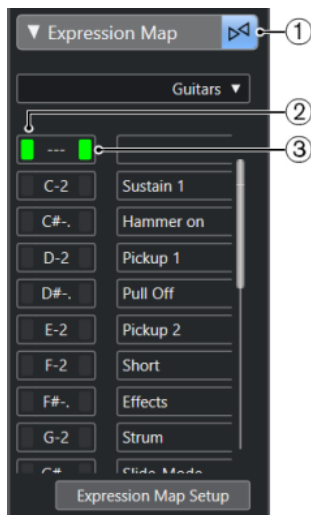 ▼ Expression Map
1
Guitars ▼
2
---
3
C-2 Sustain 1
C#-. Hammer on
D-2 Pickup 1
D#-. Pull Off
E-2 Pickup 2
F-2 Short
F#-. Effects
G-2 Strum
Expression Map Setup